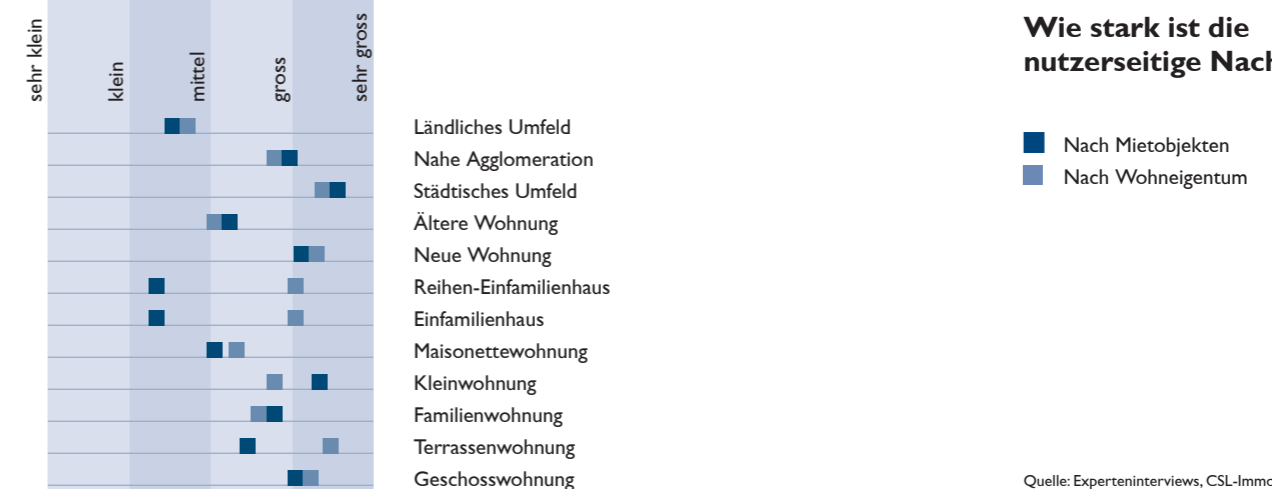 sehr klein
klein
mittel
gross
sehr gross
Ländliches Umfeld
Nahe Agglomeration
Städtisches Umfeld
Ältere Wohnung
Neue Wohnung
Reihen-Einfamilienhaus
Einfamilienhaus
Maisonettewohnung
Kleinwohnung
Familienwohnung
Terrassenwohnung
Geschosswohnung
Wie stark ist die
nutzerseitige
Nach Mietobjekten
Nach Wohneigentum
Quelle: Experteninterviews,